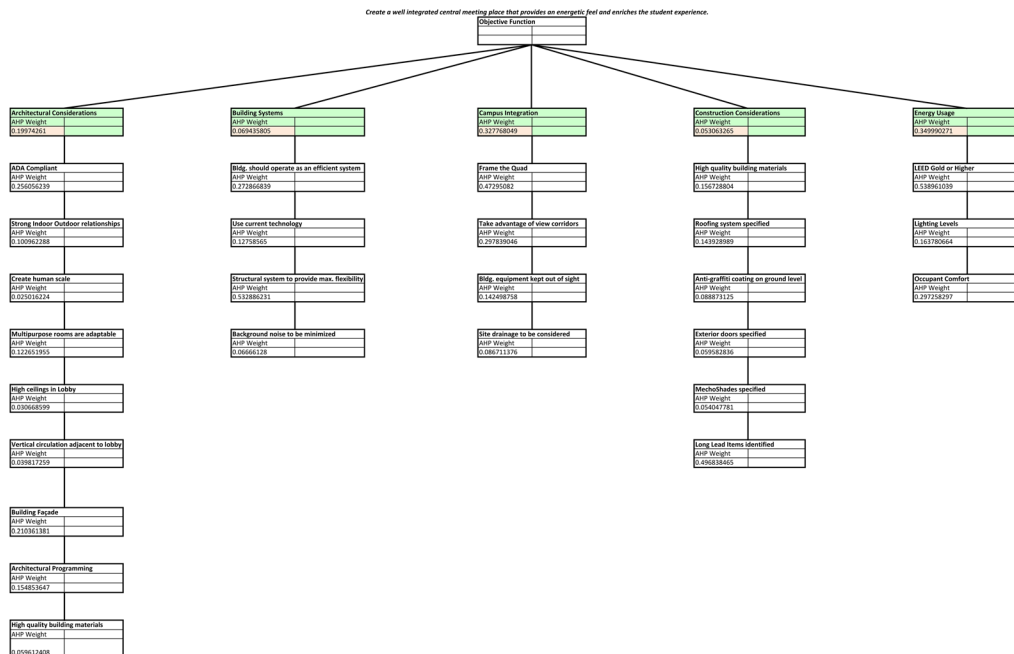 Create a well integrated central meeting place that provides an energetic feel and enriches the student experience.
Objective Function
Architectural Considerations
AHP Weight
0.19974261
ADA Compliant
AHP Weight
0.256056239
Strong Indoor Outdoor relationships
AHP Weight
0.100962288
Create human scale
AHP Weight
0.025016224
Multipurpose rooms are adaptable
AHP Weight
0.122651955
High ceilings in Lobby
AHP Weight
0.030668599
Vertical circulation adjacent to lobby
AHP Weight
0.039817259
Building Façade
AHP Weight
0.210361381
Architectural Programming
AHP Weight
0.154853647
High quality building materials
AHP Weight
0.059612408
Building Systems
AHP Weight
0.069435805
Bldg. should operate as an efficient system
AHP Weight
0.272866839
Use current technology
AHP Weight
0.12758565
Structural system to provide max. flexibility
AHP Weight
0.532886231
Background noise to be minimized
AHP Weight
0.06666128
Campus Integration
AHP Weight
0.327768049
Frame the Quad
AHP Weight
0.47295082
Take advantage of view corridors
AHP Weight
0.297839046
Bldg. equipment kept out of sight
AHP Weight
0.142498758
Site drainage to be considered
AHP Weight
0.086711376
Construction Considerations
AHP Weight
0.053063265
High quality building materials
AHP Weight
0.156728804
Roofing system specified
AHP Weight
0.143928989
Anti-graffiti coating on ground level
AHP Weight
0.088873125
Exterior doors specified
AHP Weight
0.059582836
MechoShades specified
AHP Weight
0.054047781
Long Lead Items identified
AHP Weight
0.496838465
Energy Usage
AHP Weight
0.349990271
LEED Gold or Higher
AHP Weight
0.538961039
Lighting Levels
AHP Weight
0.163780664
Occupant Comfort
AHP Weight
0.297258297